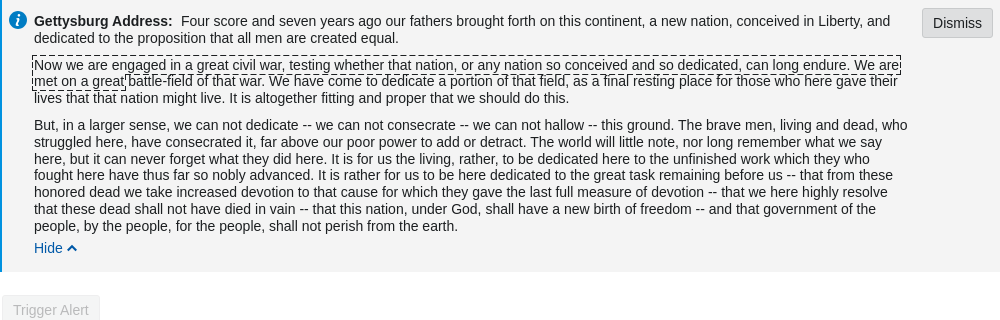 Gettysburg Address: Four score and seven years ago our fathers brought forth on this continent, a new nation, conceived in Liberty, and
dedicated to the proposition that all men are created equal.
Dismiss
Now we are engaged in a great civil war, testing whether that nation, or any nation so conceived and so dedicated, can long endure. We are
met on a great battle-field of that war. We have come to dedicate a portion of that field, as a final resting place for those who here gave their
lives that that nation might live. It is altogether fitting and proper that we should do this.
But, in a larger sense, we can not dedicate -- we can not consecrate -- we can not hallow -- this ground. The brave men, living and dead, who
struggled here, have consecrated it, far above our poor power to add or detract. The world will little note, nor long remember what we say
here, but it can never forget what they did here. It is for us the living, rather, to be dedicated here to the unfinished work which they who
fought here have thus far so nobly advanced. It is rather for us to be here dedicated to the great task remaining before us -- that from these
honored dead we take increased devotion to that cause for which they gave the last full measure of devotion -- that we here highly resolve
that these dead shall not have died in vain -- that this nation, under God, shall have a new birth of freedom -- and that government of the
people, by the people, for the people, shall not perish from the earth.
Hide
Trigger Alert